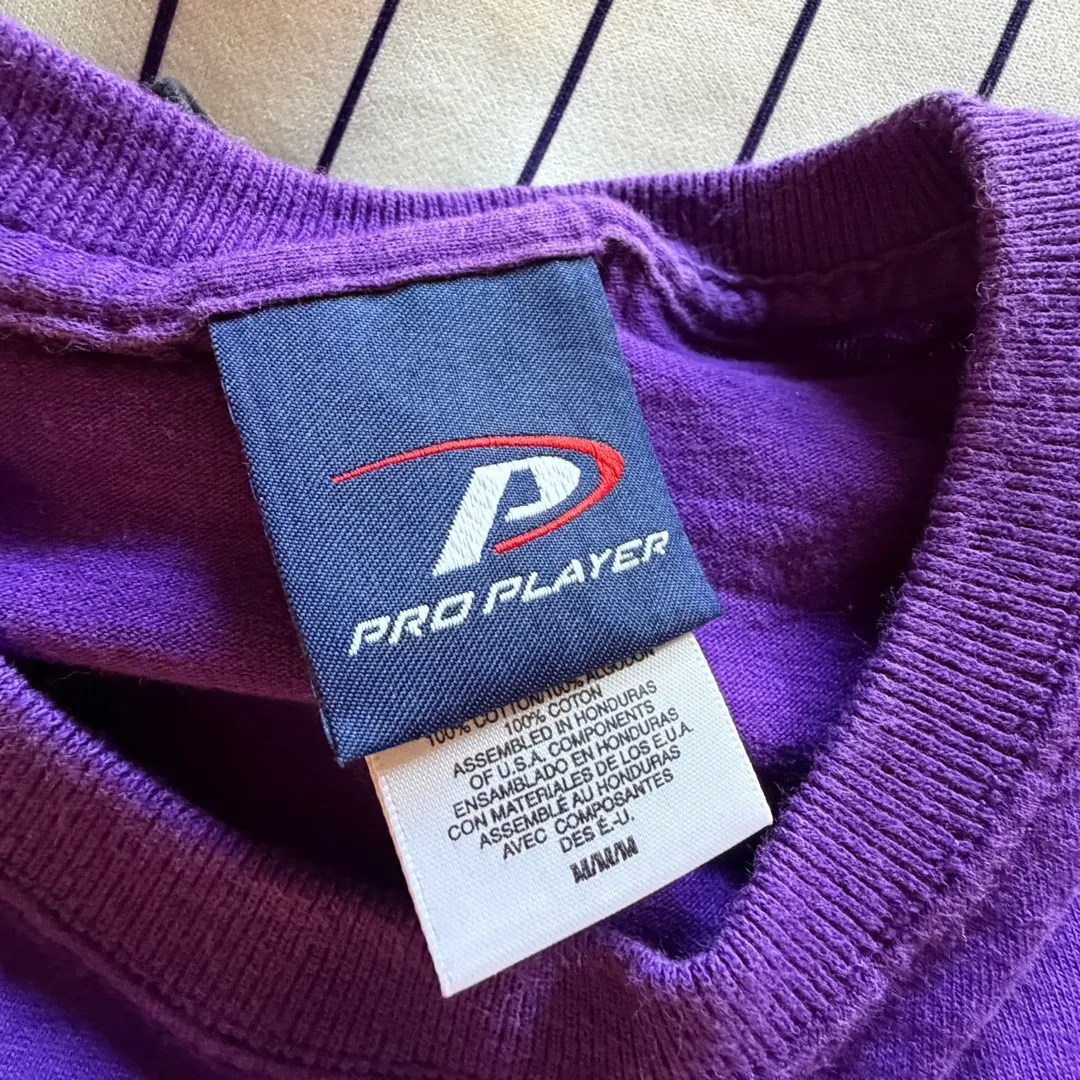 PRO PLAYER
100% COTTON/100% ALGODON
100% COTON
ASSEMBLED IN HONDURAS
OF U.S.A. COMPONENTS
ENSAMBLADO EN HONDURAS
CON MATERIALES DE LOS E.U.A.
ASSEMBLÉ AU HONDURAS
AVEC COMPOSANTES
DES É-U.
M/M/M